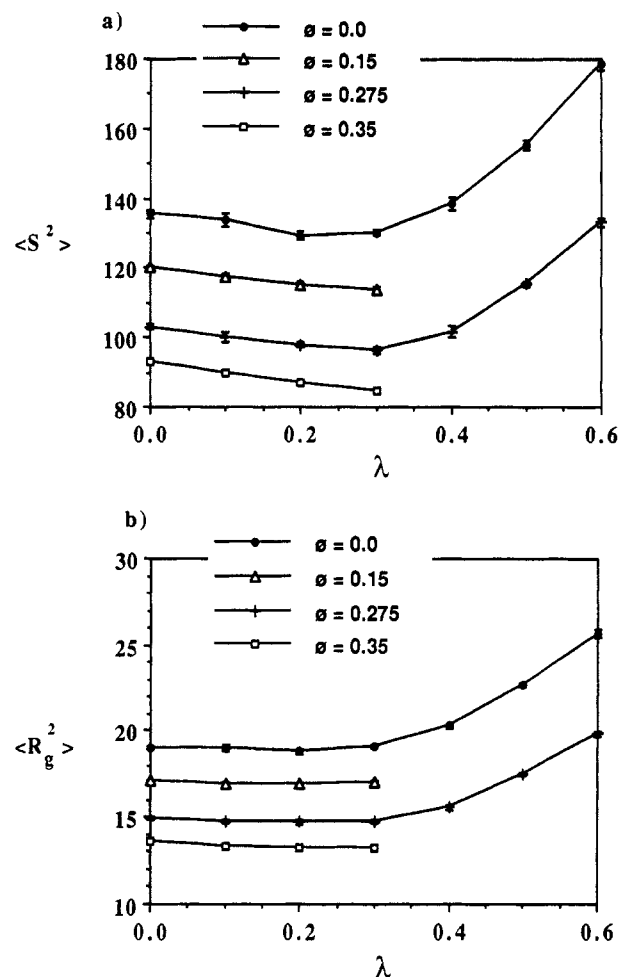 a)
ø = 0.0
ø = 0.15
ø = 0.275
ø = 0.35
180
160
140
120
100
80
<S²>
0.0 0.2 0.4 0.6
λ
b)
ø = 0.0
ø = 0.15
ø = 0.275
ø = 0.35
30
25
20
15
10
<R_g²>
0.0 0.2 0.4 0.6
λ